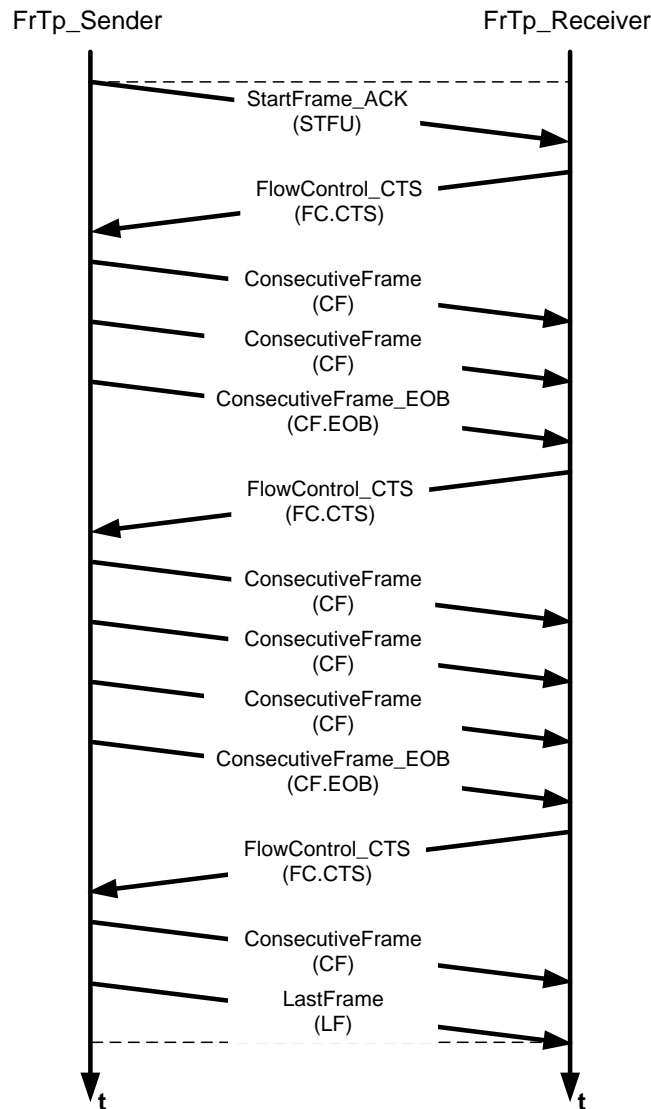 FrTp_Sender
FrTp_Receiver
StartFrame_ACK
(STFU)
FlowControl_CTS
(FC.CTS)
ConsecutiveFrame
(CF)
ConsecutiveFrame
(CF)
ConsecutiveFrame_EOB
(CF.EOB)
FlowControl_CTS
(FC.CTS)
ConsecutiveFrame
(CF)
ConsecutiveFrame
(CF)
ConsecutiveFrame
(CF)
ConsecutiveFrame_EOB
(CF.EOB)
FlowControl_CTS
(FC.CTS)
ConsecutiveFrame
(CF)
LastFrame
(LF)
t
t